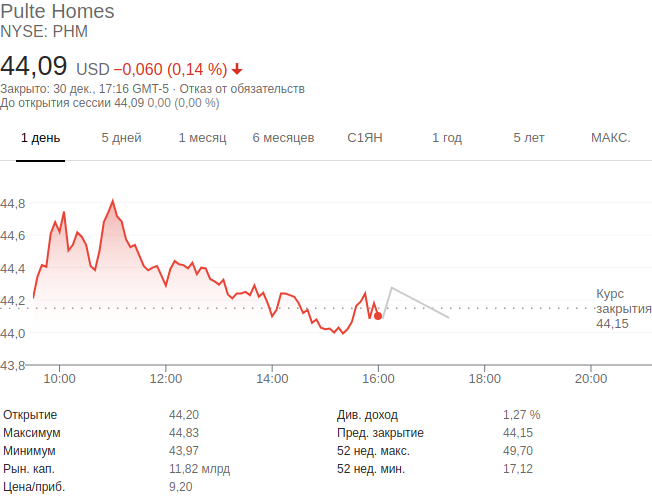 Pulte Homes
NYSE: PHM
44,09 USD −0,060 (0,14 %)
Закрыто: 30 дек., 17:16 GMT-5 · Отказ от обязательств
До открытия сессии 44,09 0,00 (0,00 %)
1 день 5 дней 1 месяц 6 месяцев С1ЯН 1 год 5 лет МАКС.
44,8
44,6
44,4
44,2
44,0
43,8
Курс
закрытия
44,15
10:00 12:00 14:00 16:00 18:00 20:00
Открытие 44,20 Див. доход 1,27 %
Максимум 44,83 Пред. закрытие 44,15
Минимум 43,97 52 нед. макс. 49,70
Рын. кап. 11,82 млрд 52 нед. мин. 17,12
Цена/приб. 9,20